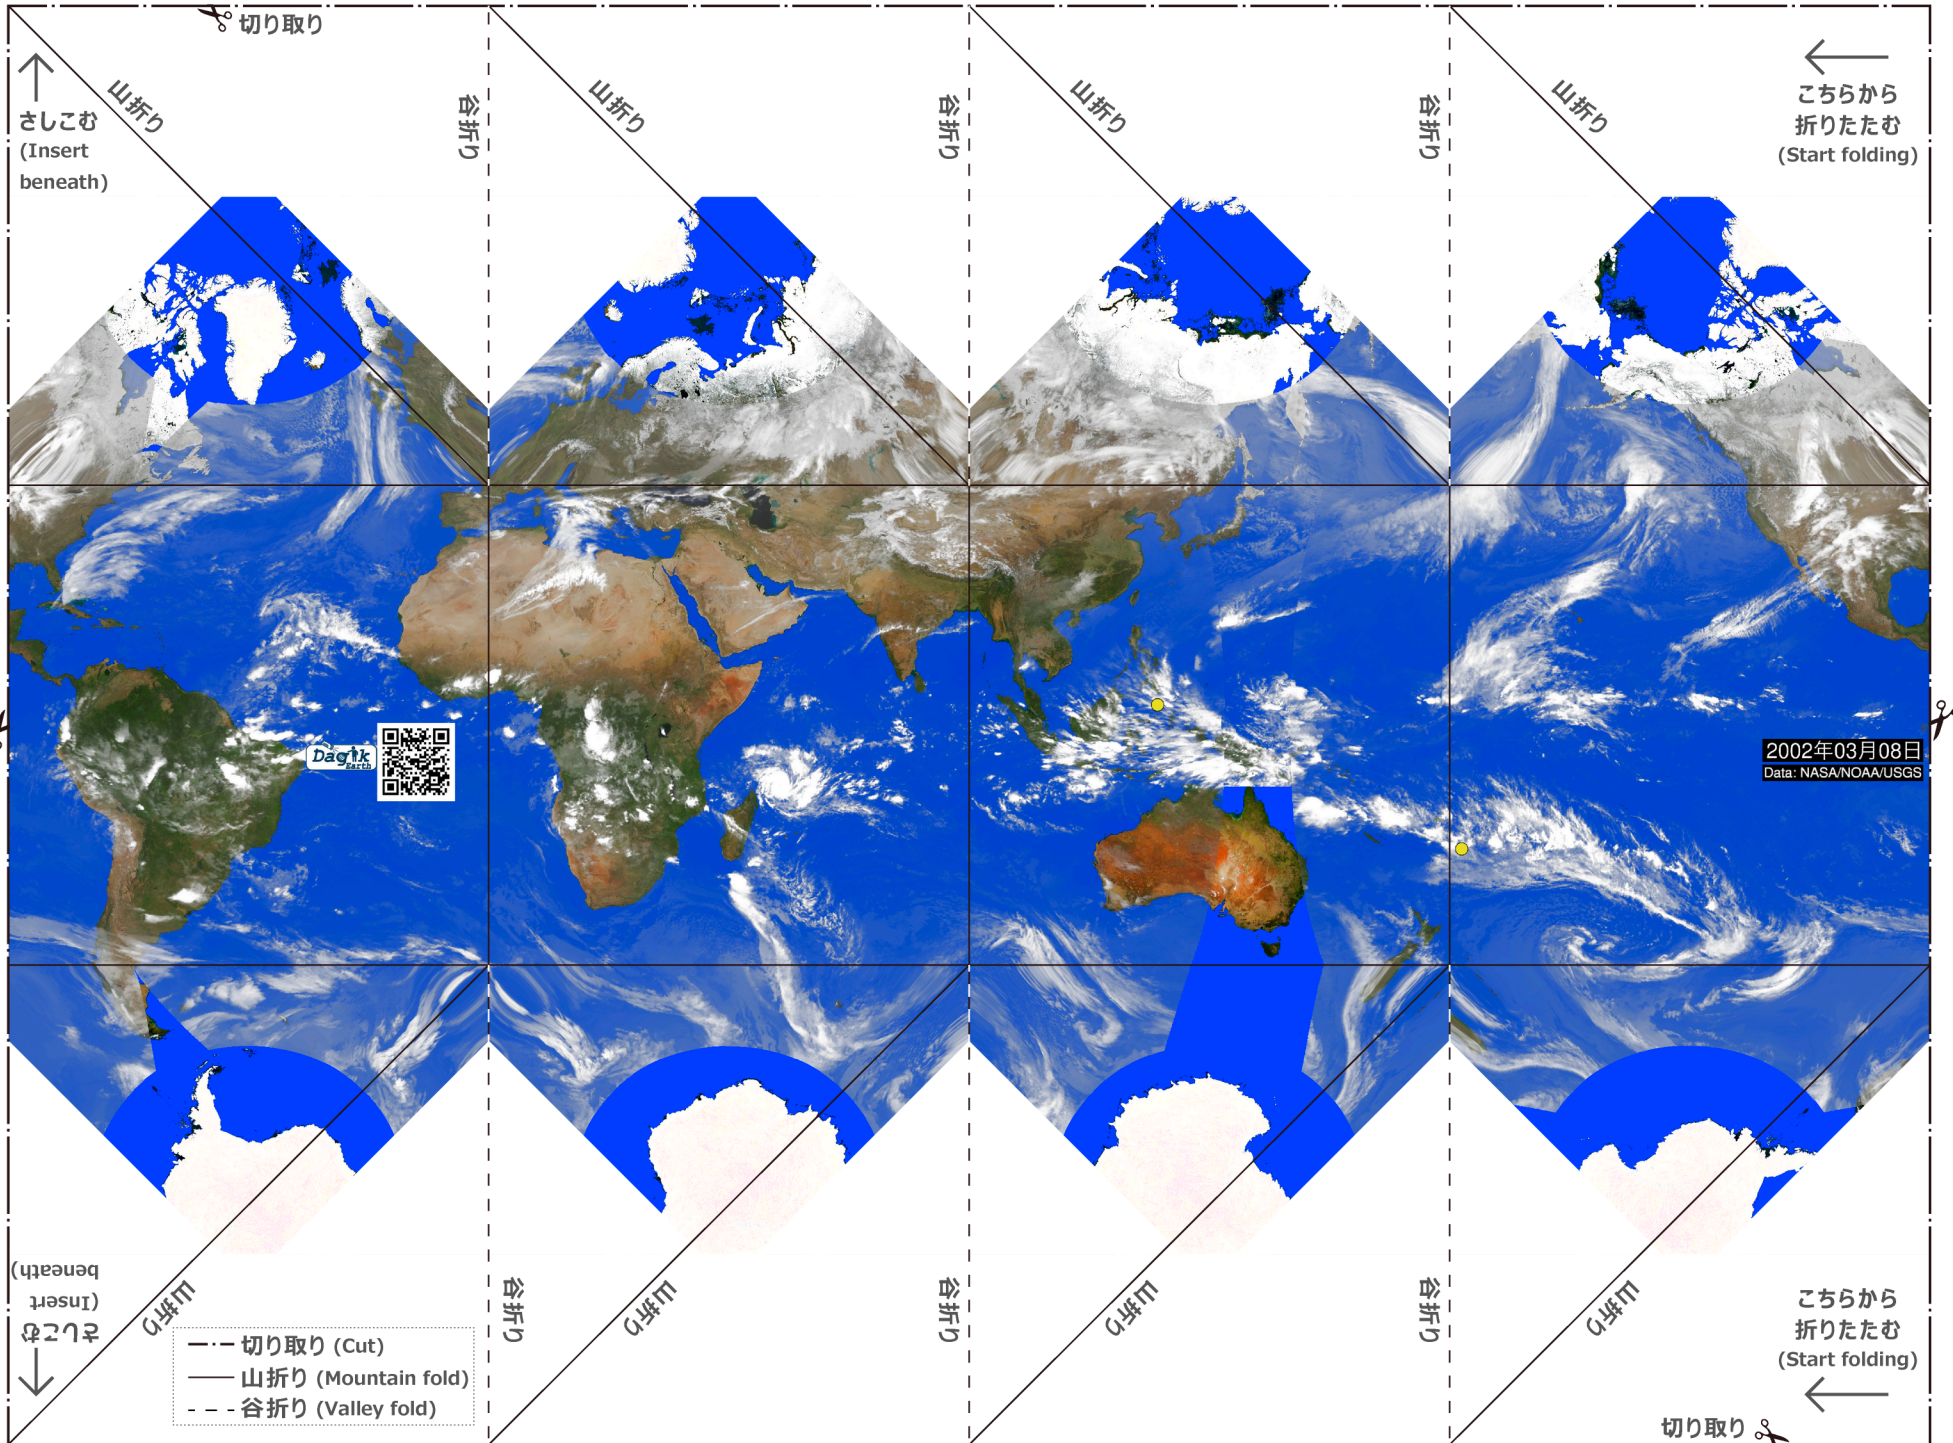 切り取り
山折り
谷折り
山折り
谷折り
山折り
谷折り
山折り
さしこむ
(Insert
beneath)
こちらから
折りたたむ
(Start folding)
Dagik
Earth
2002年03月08日
Data: NASA/NOAA/USGS
さしこむ
(Insert
beneath)
山折り
谷折り
山折り
谷折り
山折り
谷折り
山折り
こちらから
折りたたむ
(Start folding)
切り取り (Cut)
山折り (Mountain fold)
谷折り (Valley fold)
切り取り